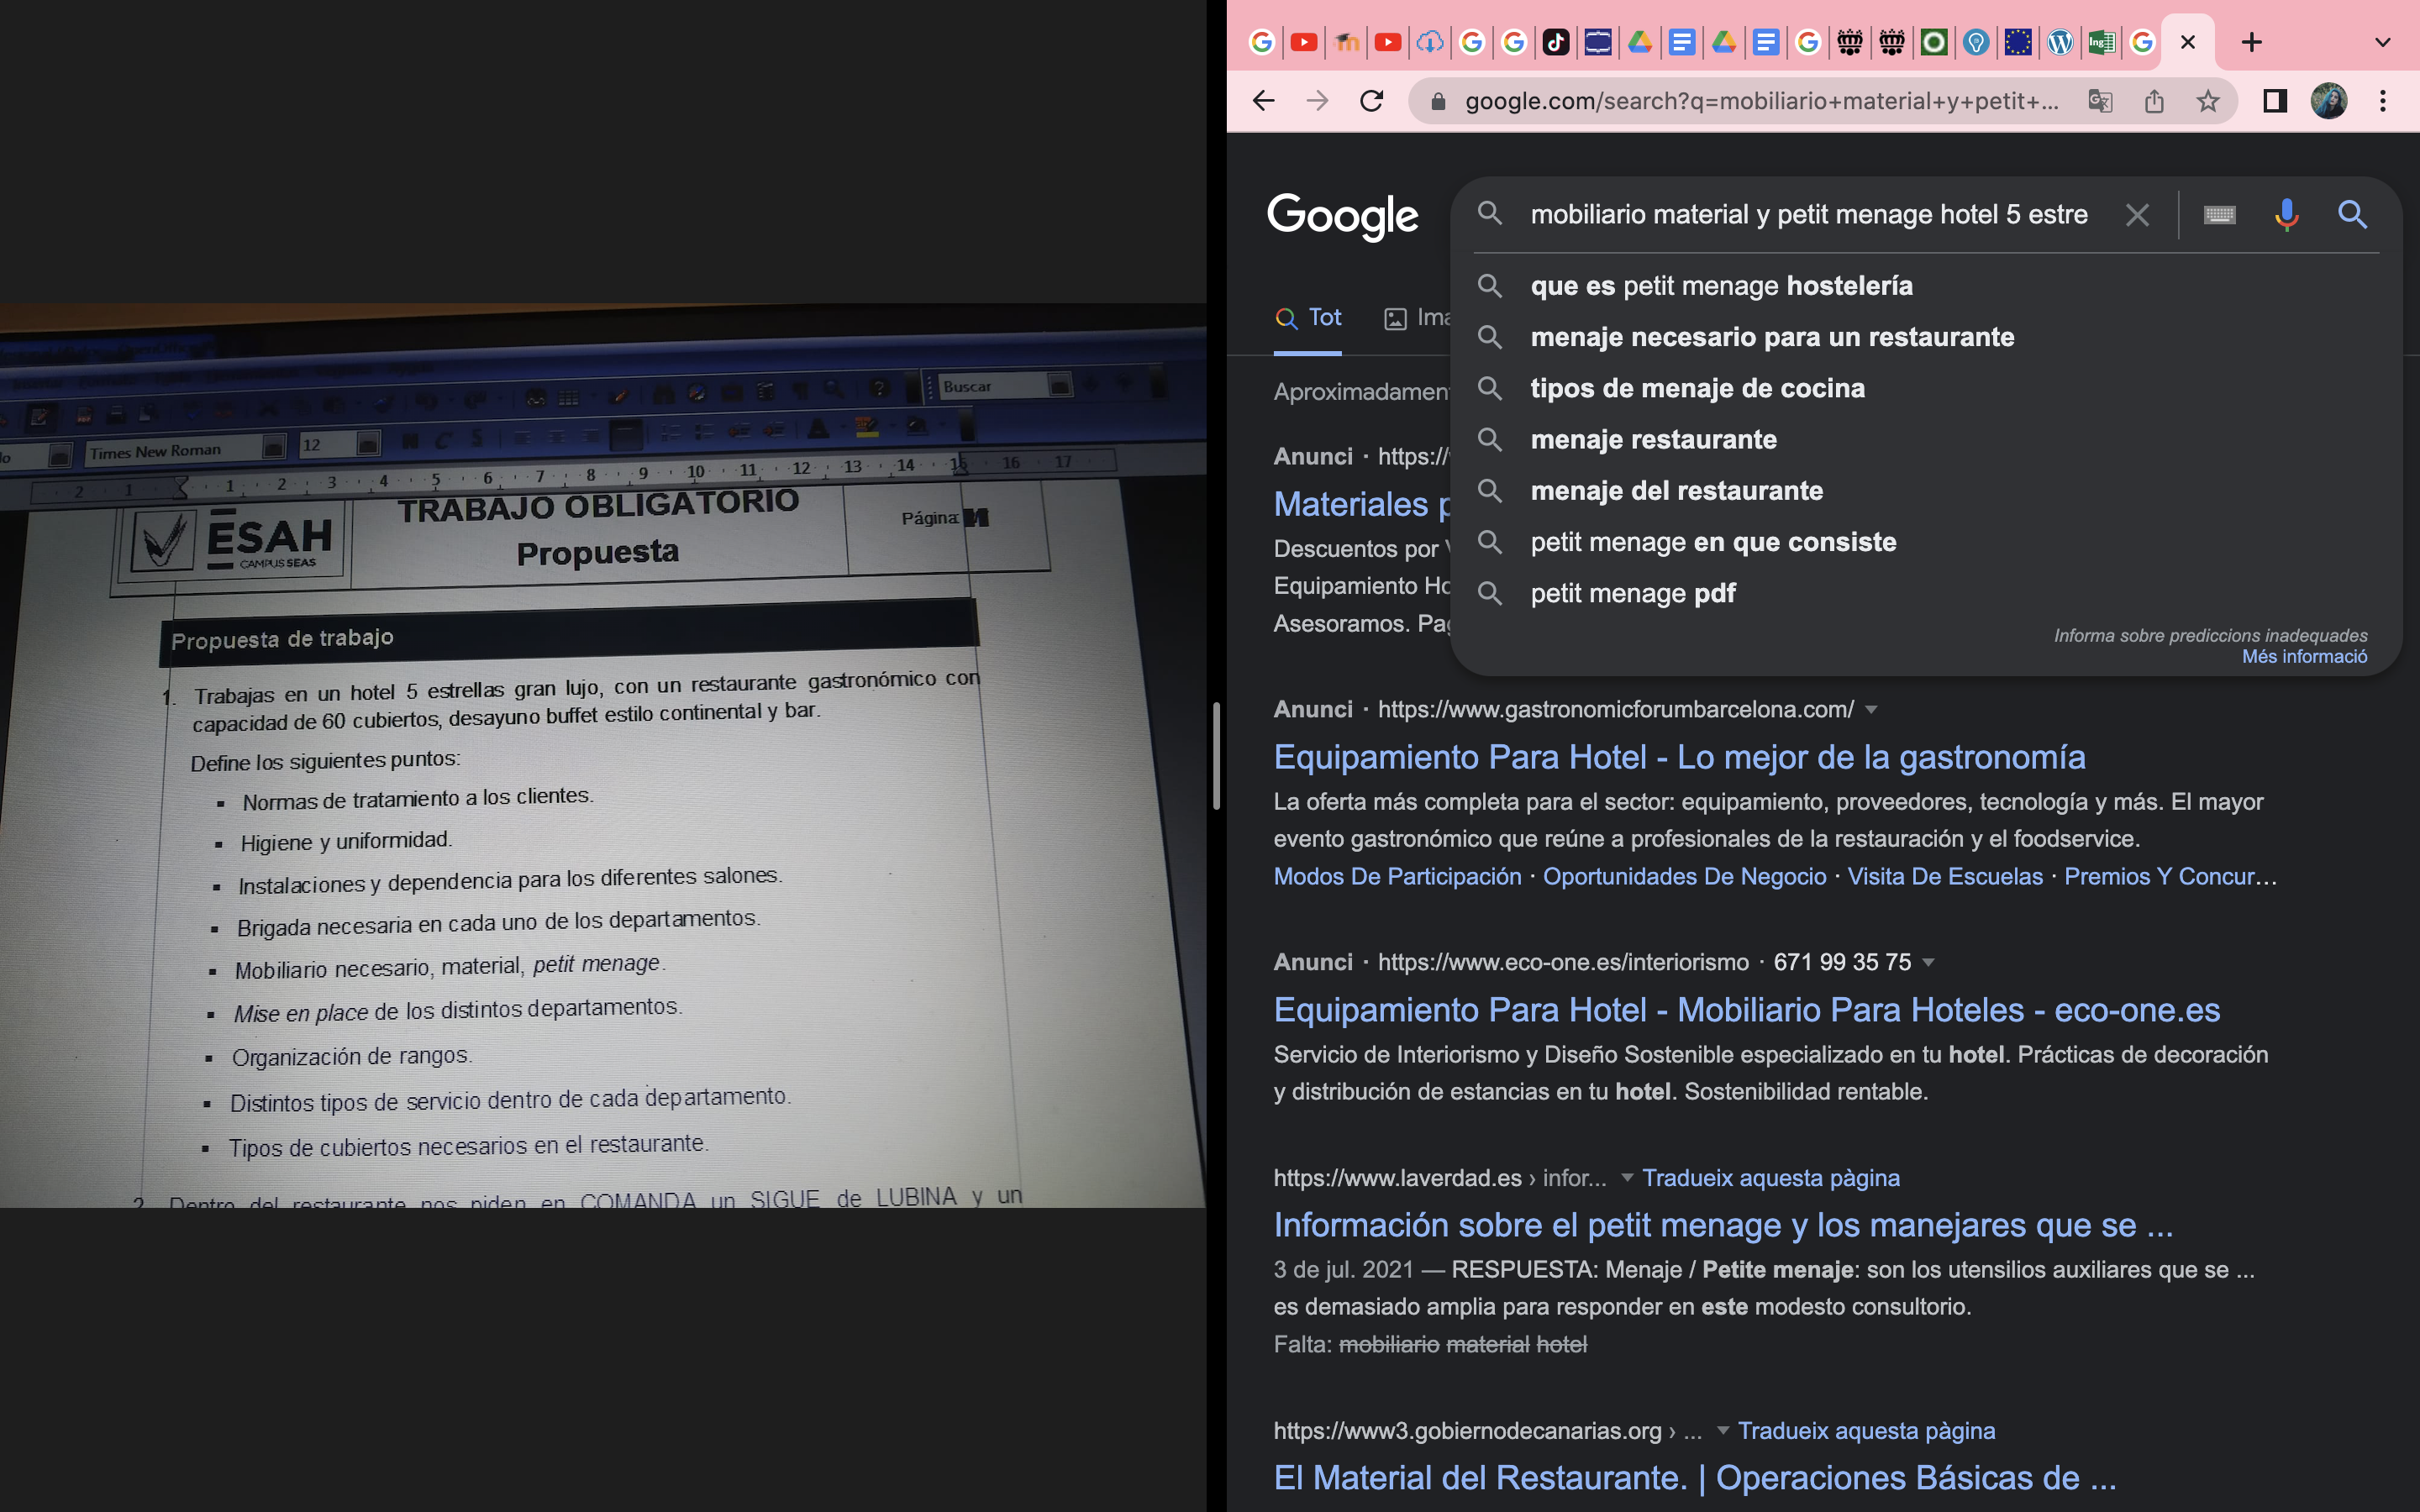 Buscar
Times New Roman
12
2 1 1 2 3 4 5 6 7 8 9 10 11 12 13 14 15 16 17
ESAH
CAMPUS SEAS
TRABAJO OBLIGATORIO
Propuesta
Página:
Propuesta de trabajo
1. Trabajas en un hotel 5 estrellas gran lujo, con un restaurante gastronómico con
capacidad de 60 cubiertos, desayuno buffet estilo continental y bar.
Define los siguientes puntos:
▪ Normas de tratamiento a los clientes.
▪ Higiene y uniformidad.
▪ Instalaciones y dependencia para los diferentes salones.
▪ Brigada necesaria en cada uno de los departamentos.
▪ Mobiliario necesario, material, petit menage.
▪ Mise en place de los distintos departamentos.
▪ Organización de rangos.
▪ Distintos tipos de servicio dentro de cada departamento.
▪ Tipos de cubiertos necesarios en el restaurante.
2. Dentro del restaurante nos piden en COMANDA un SIGUE de LUBINA y un
google.com/search?q=mobiliario+material+y+petit+...
Google
mobiliario material y petit menage hotel 5 estre
que es petit menage hostelería
menaje necesario para un restaurante
tipos de menaje de cocina
menaje restaurante
menaje del restaurante
petit menage en que consiste
petit menage pdf
Informa sobre prediccions inadequades
Més informació
Tot
Ima
Aproximadamen
Anunci · https://
Materiales p
Descuentos por
Equipamiento Ho
Asesoramos. Pag
Anunci · https://www.gastronomicforumbarcelona.com/
Equipamiento Para Hotel - Lo mejor de la gastronomía
La oferta más completa para el sector: equipamiento, proveedores, tecnología y más. El mayor
evento gastronómico que reúne a profesionales de la restauración y el foodservice.
Modos De Participación · Oportunidades De Negocio · Visita De Escuelas · Premios Y Concur...
Anunci · https://www.eco-one.es/interiorismo · 671 99 35 75
Equipamiento Para Hotel - Mobiliario Para Hoteles - eco-one.es
Servicio de Interiorismo y Diseño Sostenible especializado en tu hotel. Prácticas de decoración
y distribución de estancias en tu hotel. Sostenibilidad rentable.
https://www.laverdad.es › infor... Tradueix aquesta pàgina
Información sobre el petit menage y los manejares que se ...
3 de jul. 2021 — RESPUESTA: Menaje / Petite menaje: son los utensilios auxiliares que se ...
es demasiado amplia para responder en este modesto consultorio.
Falta: mobiliario material hotel
https://www3.gobiernodecanarias.org › ... Tradueix aquesta pàgina
El Material del Restaurante. | Operaciones Básicas de ...